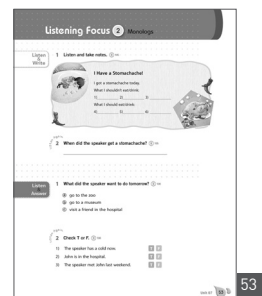 Listening Focus 2 Monologs
Listen & Write
1 Listen and take notes.
I Have a Stomachache!
I got a stomachache today.
What I shouldn't eat/drink
1) 2) 3)
What I should eat/drink
4) 5) 6)
2 When did the speaker get a stomachache?
Listen Answer
1 What did the speaker want to do tomorrow?
a go to the zoo
b go to a museum
c visit a friend in the hospital
2 Check T or F.
1) The speaker has a cold now. T F
2) John is in the hospital. T F
3) The speaker met John last weekend. T F
53
53